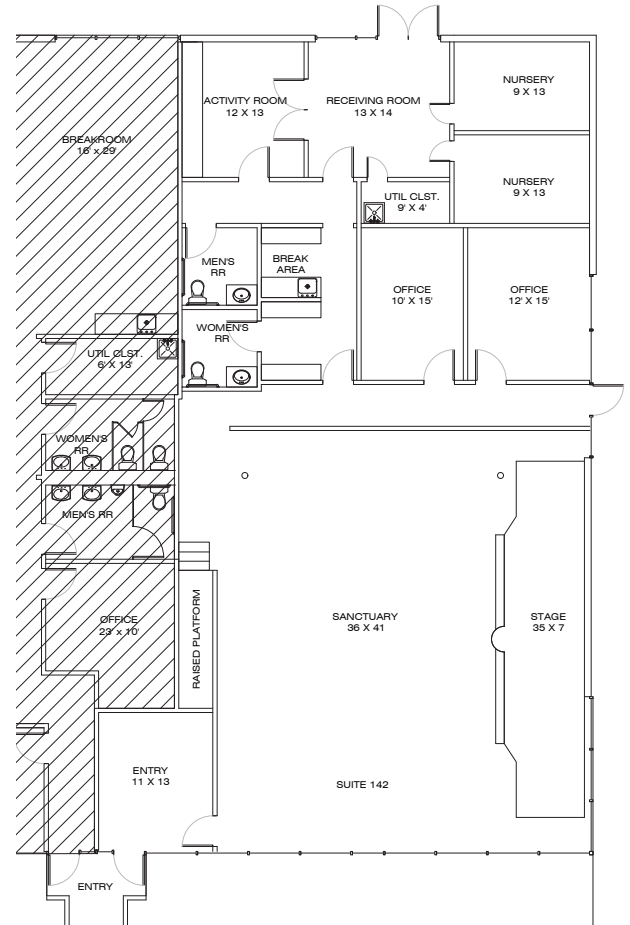 NURSERY
9 X 13
ACTIVITY ROOM
12 X 13
RECEIVING ROOM
13 X 14
BREAKROOM
16' x 29'
NURSERY
9 X 13
UTIL CLST.
9' X 4'
MEN'S
RR
BREAK
AREA
OFFICE
10' X 15'
OFFICE
12' X 15'
WOMEN'S
RR
UTIL CLST.
6' X 13'
WOMEN'S
RR
MEN'S RR
OFFICE
23' x 10'
RAISED PLATFORM
SANCTUARY
36 X 41
STAGE
35 X 7
ENTRY
11 X 13
SUITE 142
ENTRY